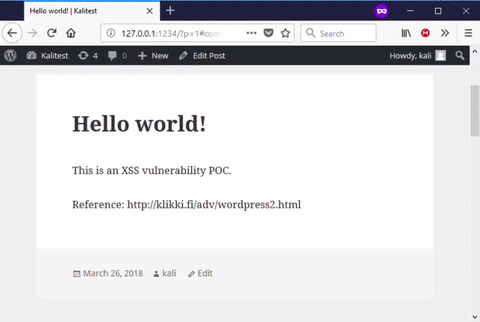 Hello world! | Kalitest
127.0.0.1:1234/?p=1#com
Search
Kalitest 4 0 New Edit Post Howdy, kali
Hello world!
This is an XSS vulnerability POC.
Reference: http://klikki.fi/adv/wordpress2.html
March 26, 2018 kali Edit